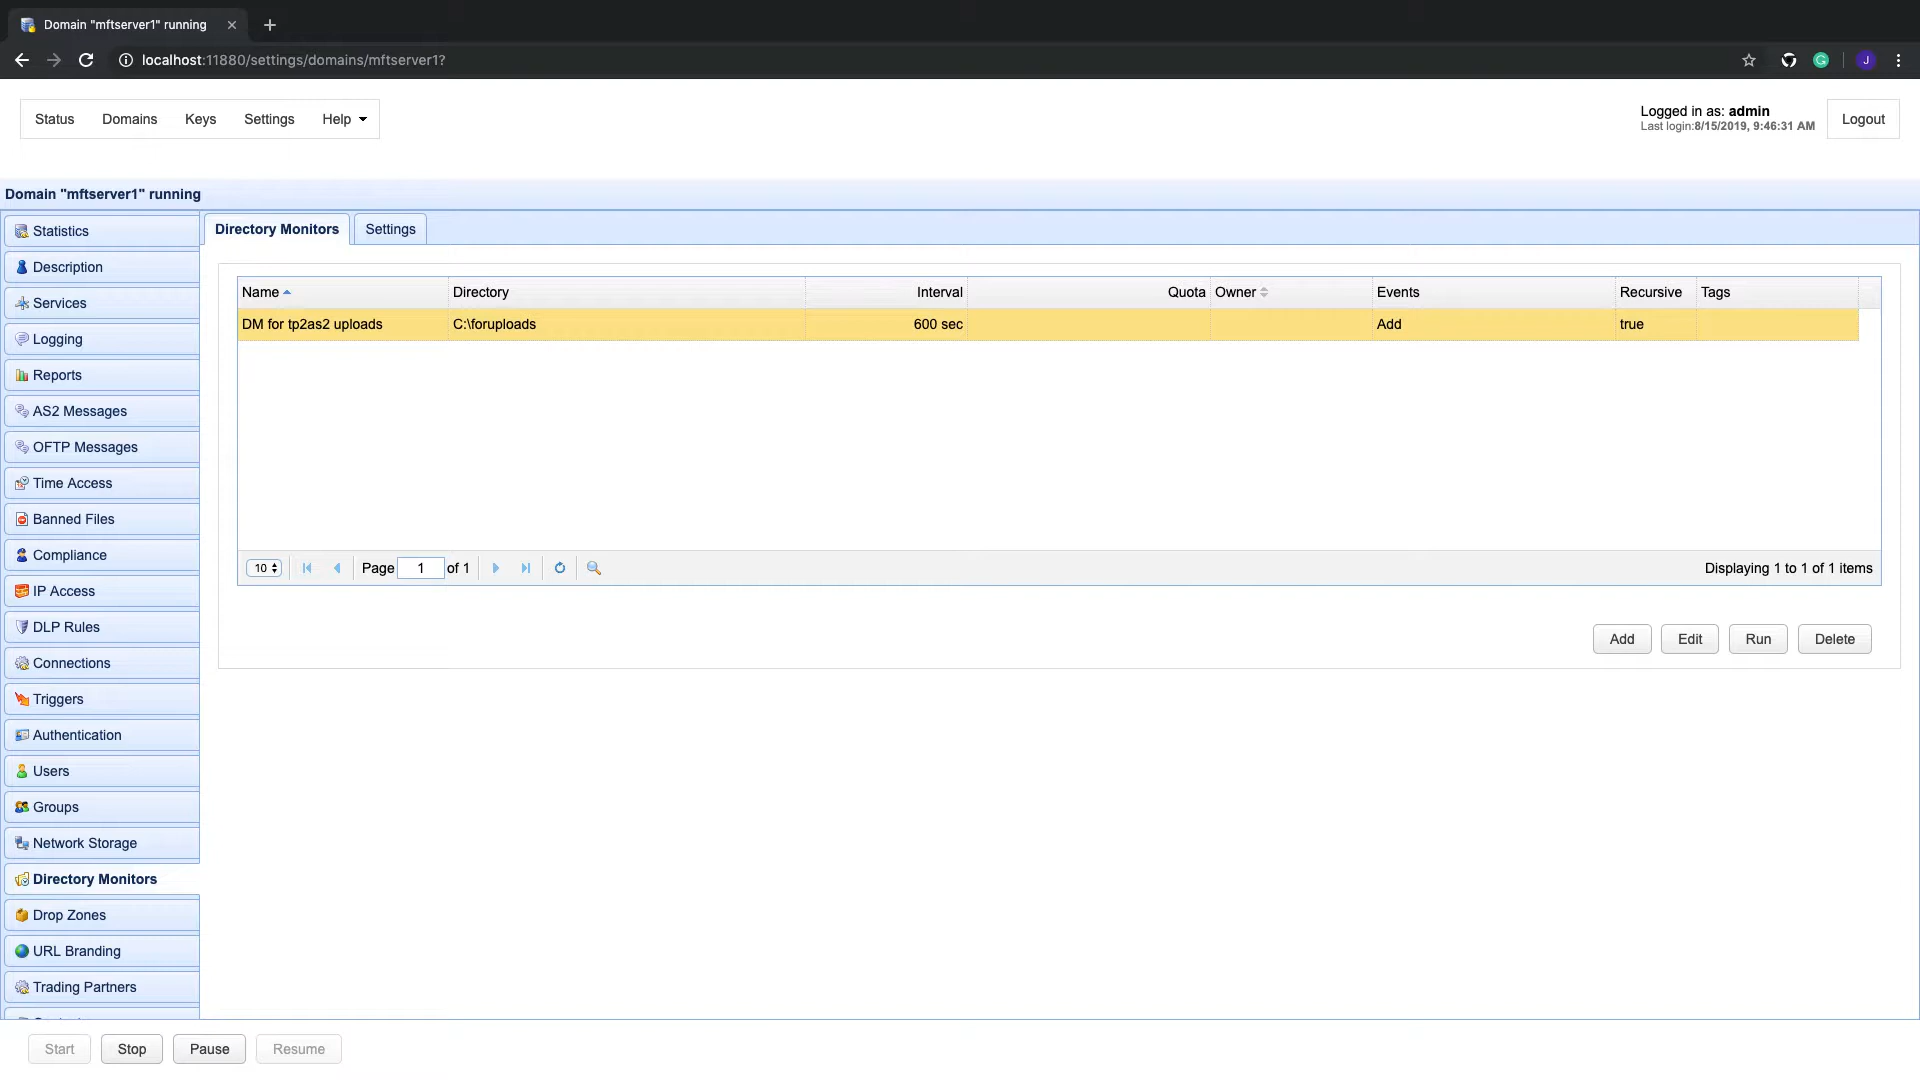 Domain "mftserver1" running
localhost:11880/settings/domains/mftserver1?
G
J
Status Domains Keys Settings Help
Logged in as: admin
Last login:8/15/2019, 9:46:31 AM
Logout
Domain "mftserver1" running
Statistics
Description
Services
Logging
Reports
AS2 Messages
OFTP Messages
Time Access
Banned Files
Compliance
IP Access
DLP Rules
Connections
Triggers
Authentication
Users
Groups
Network Storage
Directory Monitors
Drop Zones
URL Branding
Trading Partners
Directory Monitors Settings
Name Directory Interval Quota Owner Events Recursive Tags
DM for tp2as2 uploads C:\foruploads 600 sec Add true
10 Page 1 of 1 Displaying 1 to 1 of 1 items
Add Edit Run Delete
Start Stop Pause Resume